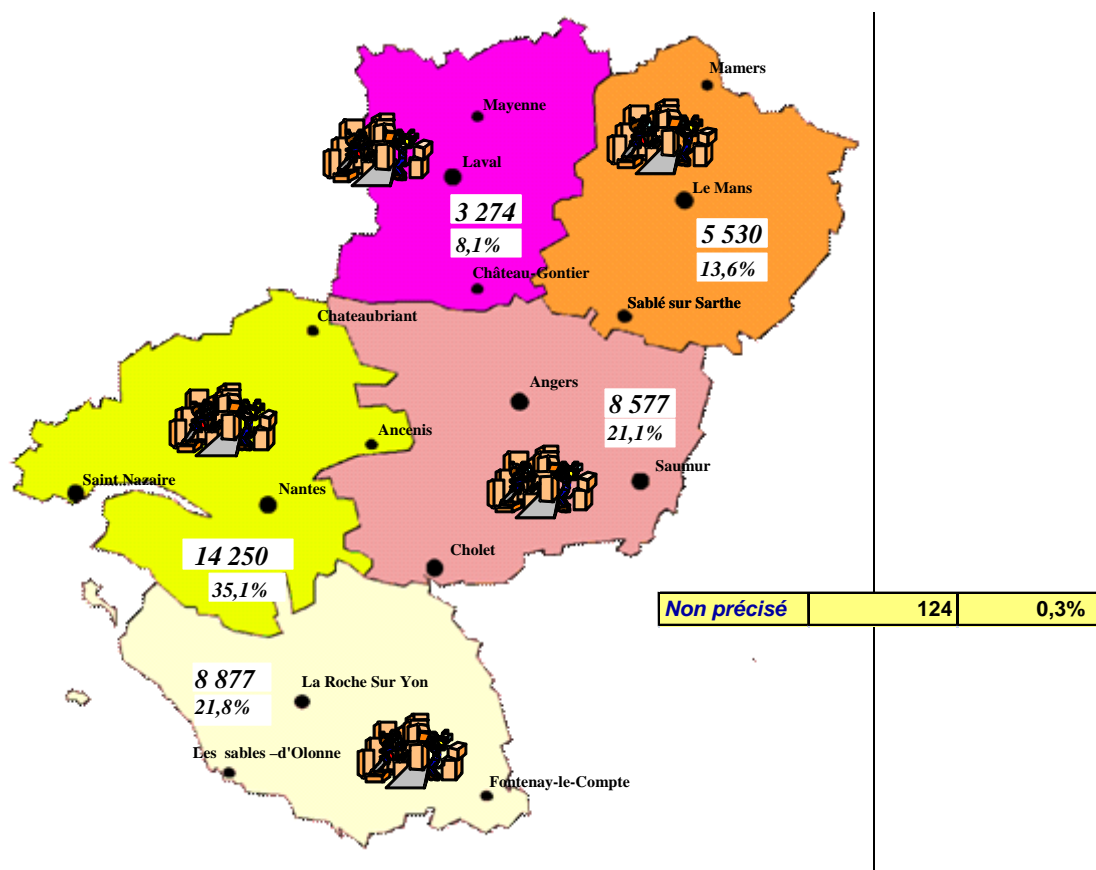 Mamers
Mayenne
Laval
Le Mans
3 274
8,1%
5 530
13,6%
Château-Gontier
Sablé sur Sarthe
Chateaubriant
Angers
8 577
21,1%
Ancenis
Saumur
Saint Nazaire
Nantes
14 250
35,1%
Cholet
Non précisé 124 0,3%
8 877
21,8%
La Roche Sur Yon
Les sables –d'Olonne
Fontenay-le-Compte